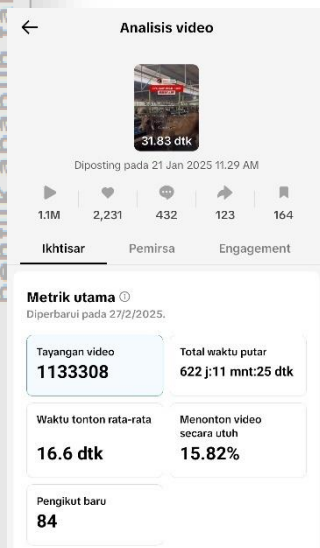 Analisis video
31.83 dtk
Diposting pada 21 Jan 2025 11.29 AM
1.1M 2,231 432 123 164
Ikhtisar Pemirsa Engagement
Metrik utama
Diperbarui pada 27/2/2025.
Tayangan video
1133308
Total waktu putar
622 j:11 mnt:25 dtk
Waktu tonton rata-rata
16.6 dtk
Menonton video
secara utuh
15.82%
Pengikut baru
84